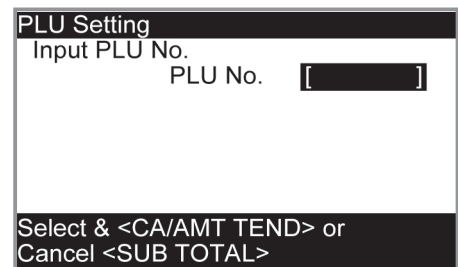 PLU Setting
Input PLU No.
PLU No. [ ]
Select & <CA/AMT TEND> or
Cancel <SUB TOTAL>